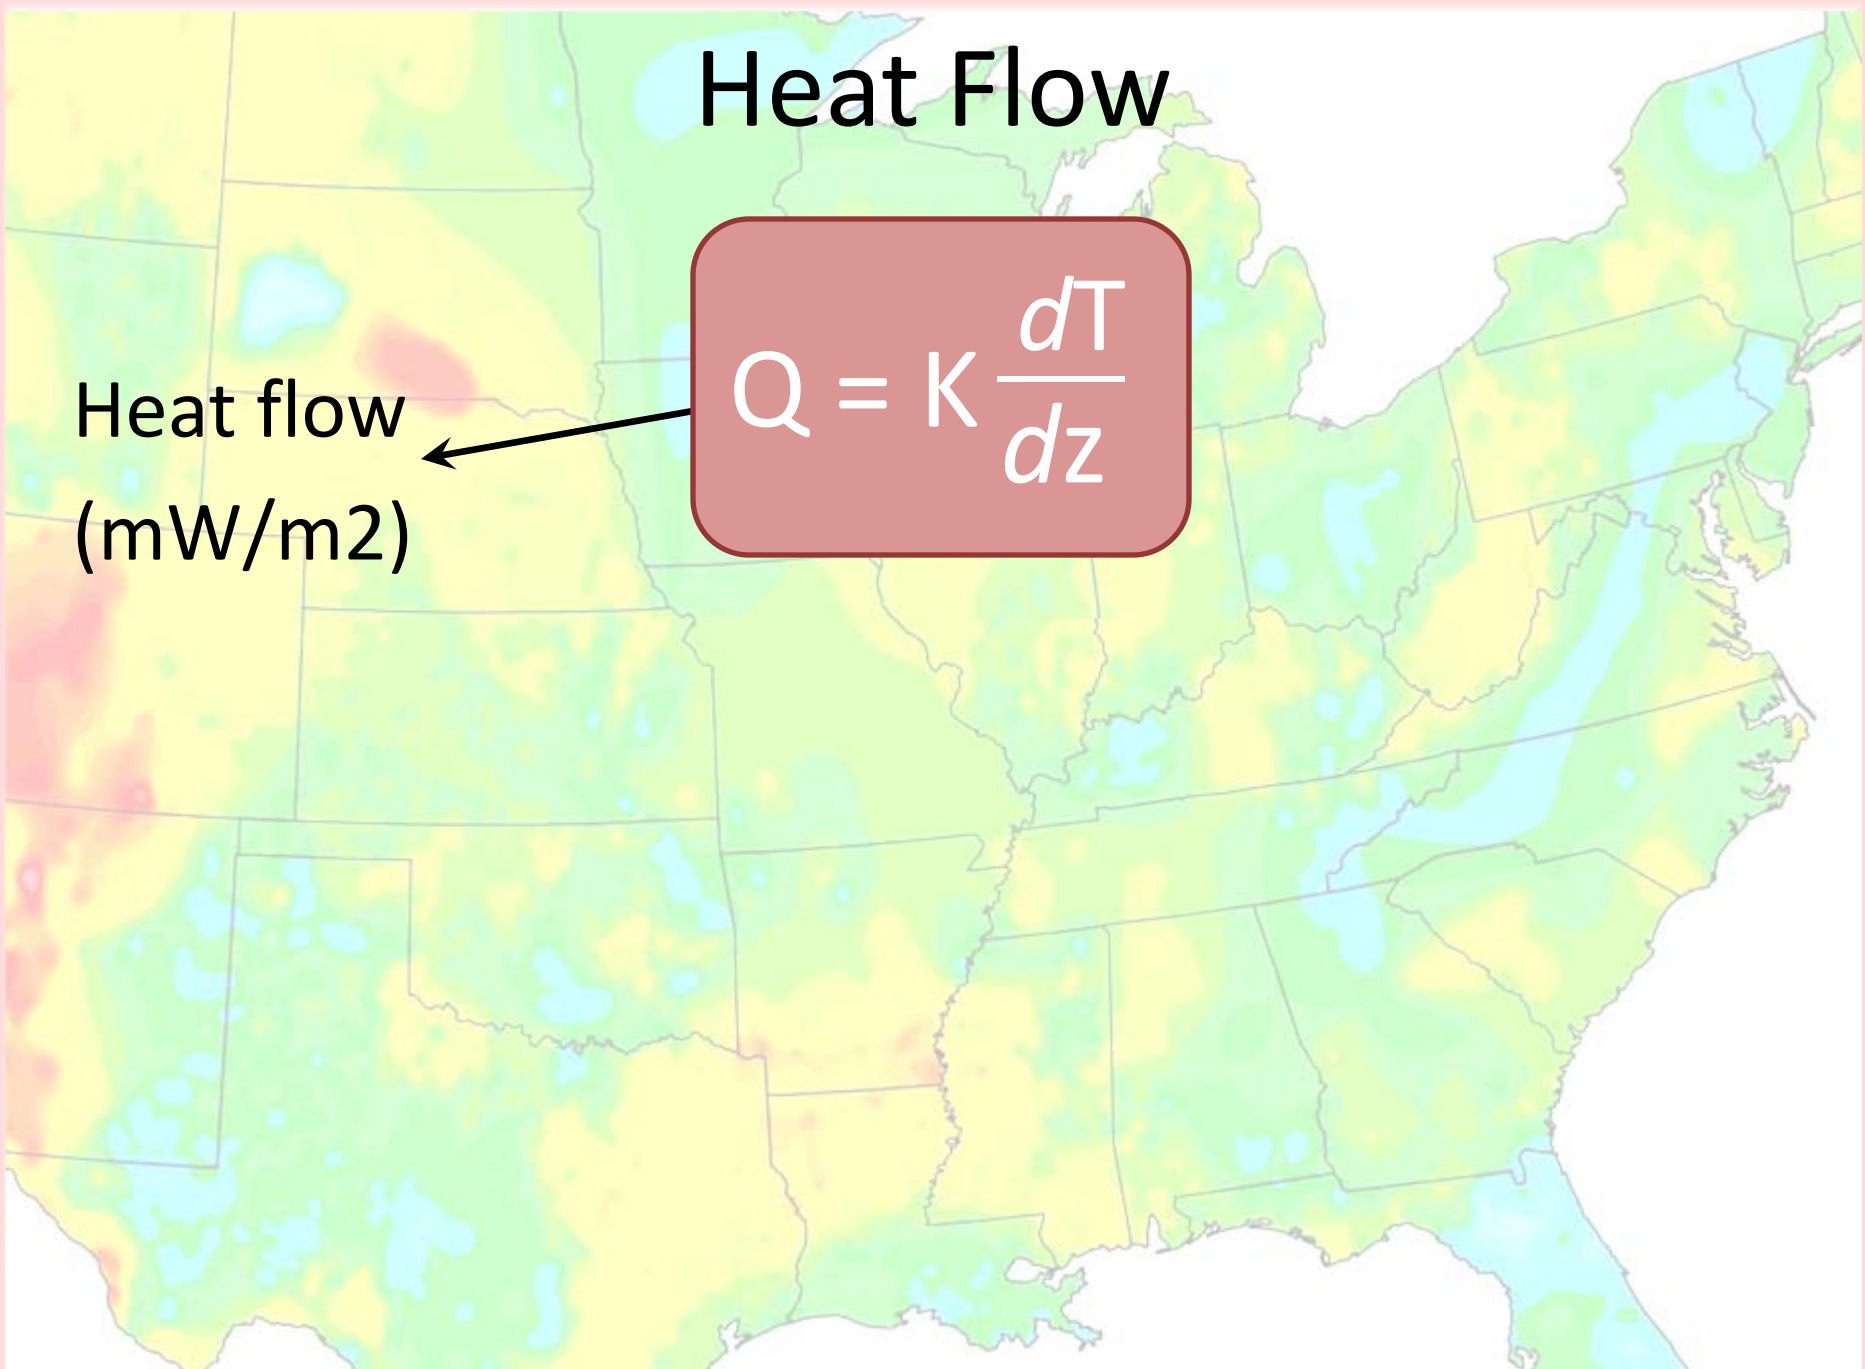 Heat Flow
Q = K dT/dz
Heat flow
(mW/m2)